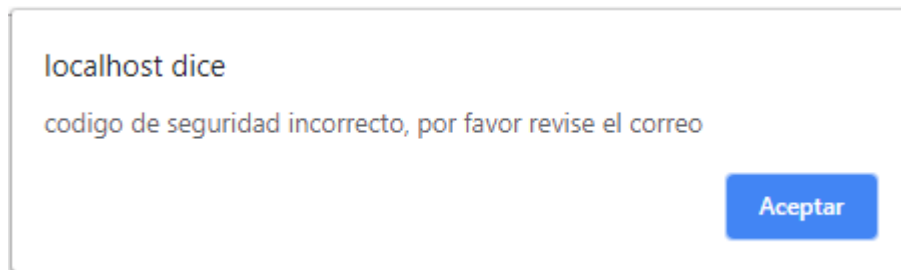 localhost dice
codigo de seguridad incorrecto, por favor revise el correo
Aceptar